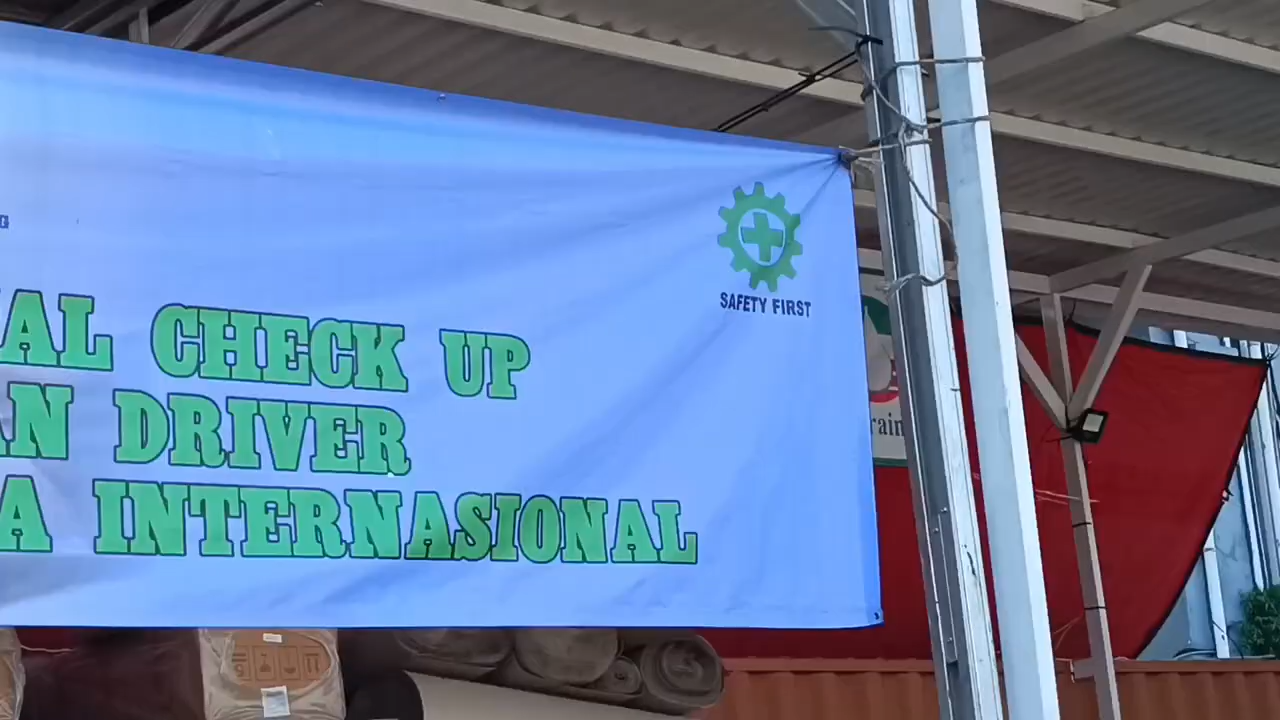 SAFETY FIRST
AL CHECK UP
AN DRIVER
A INTERNASIONAL